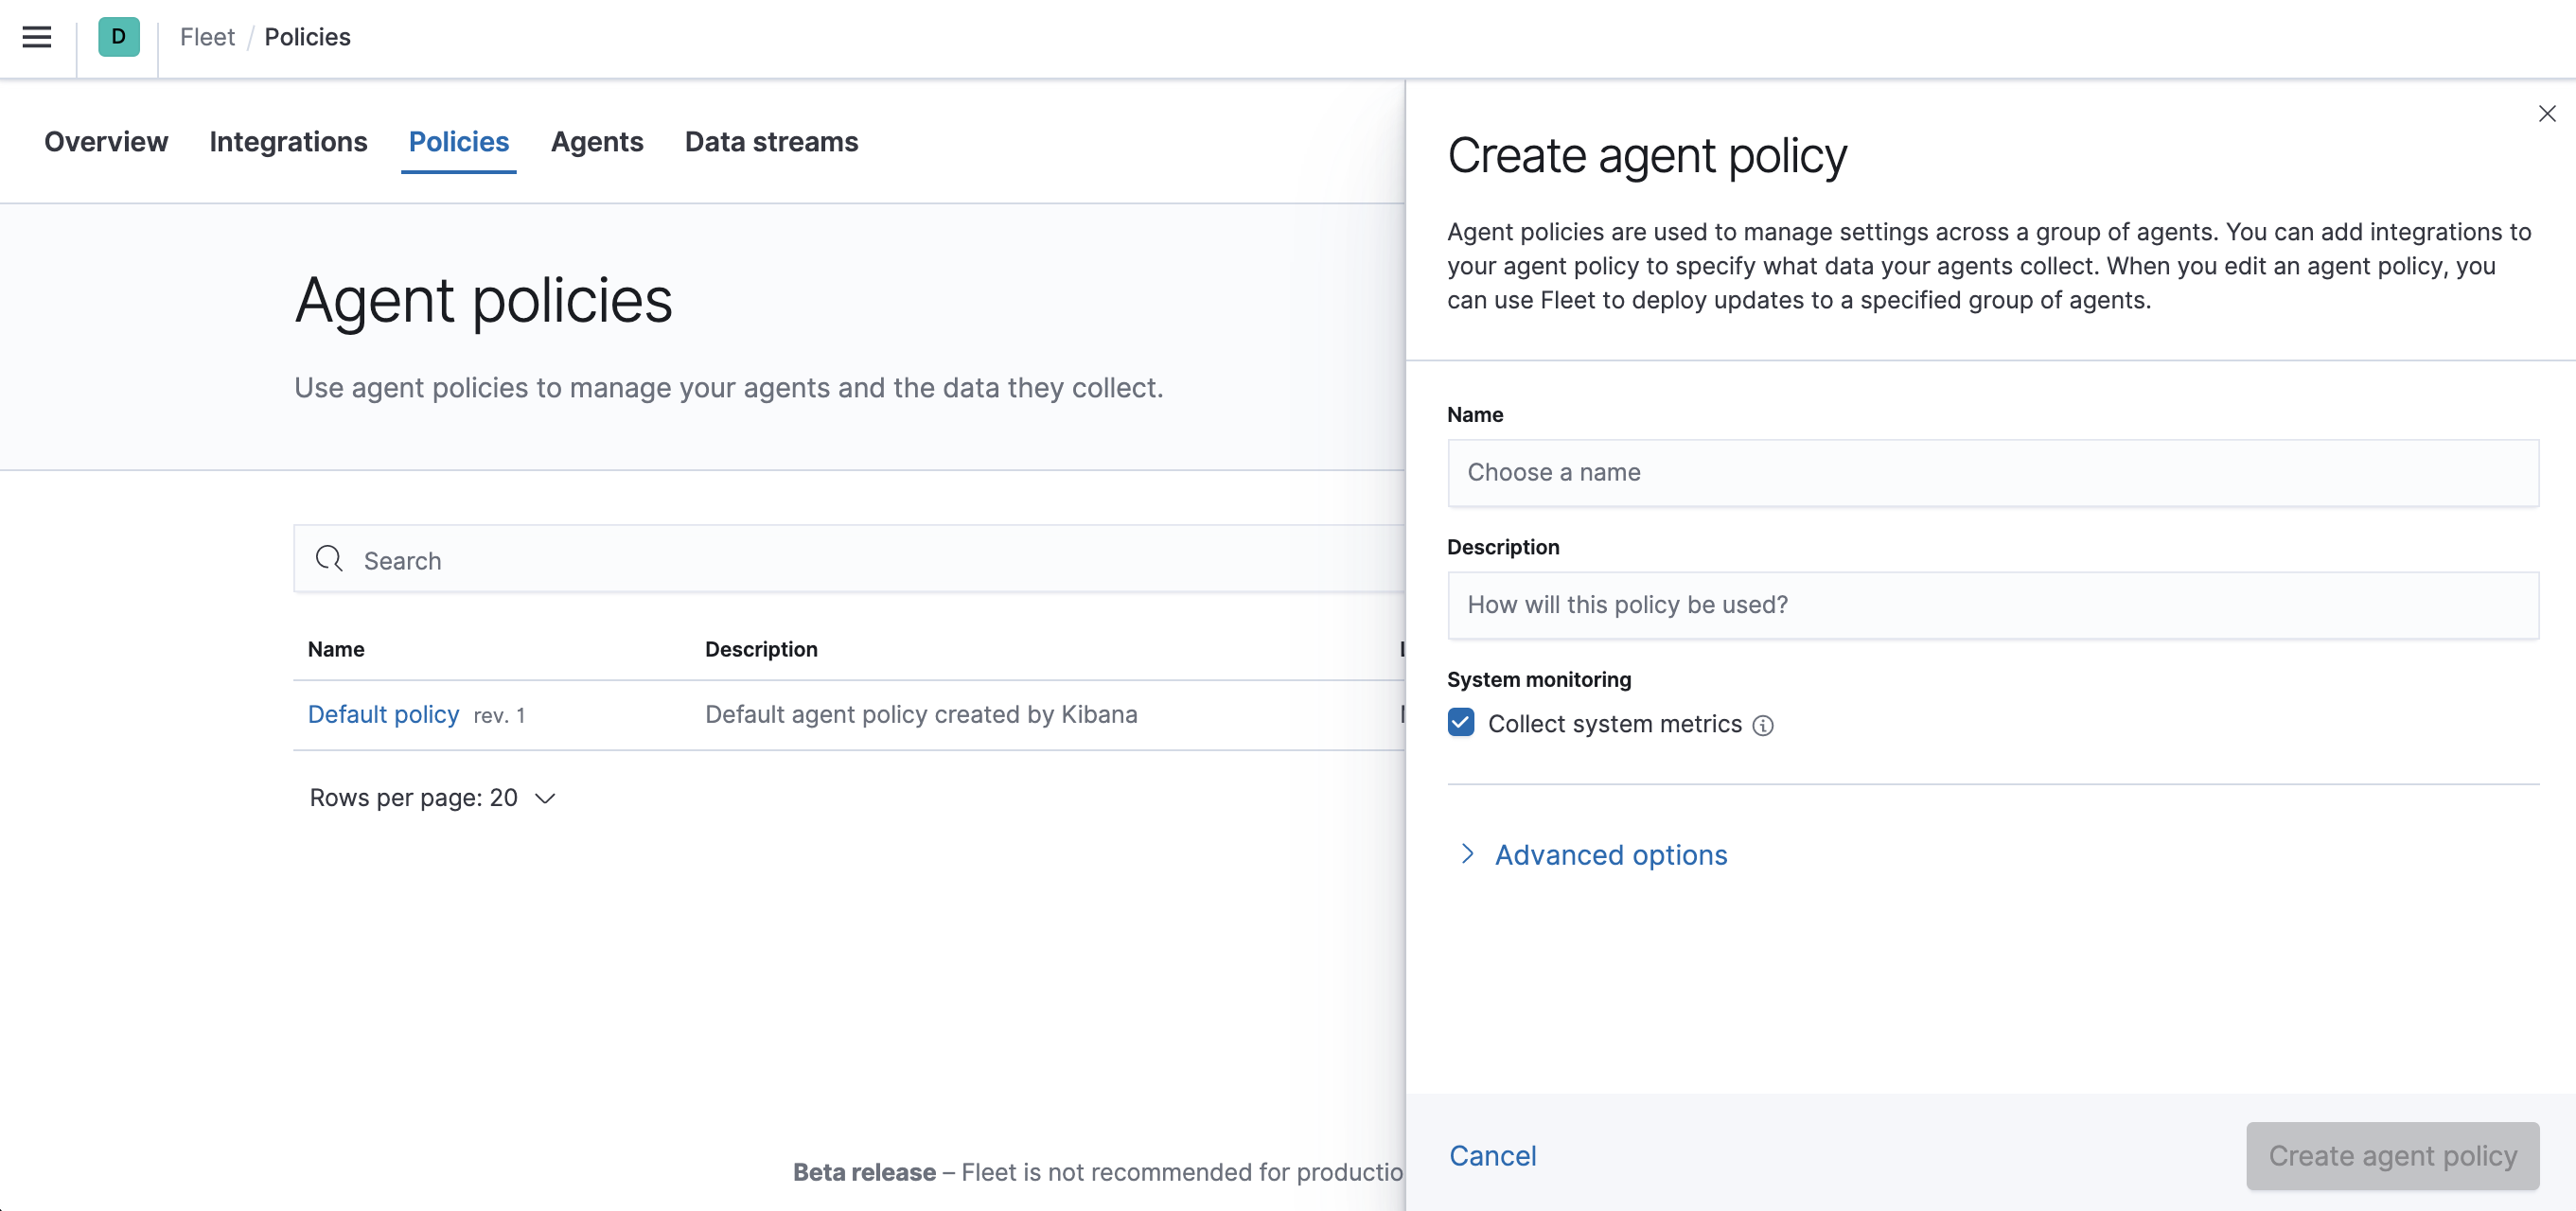 D Fleet / Policies
Overview Integrations Policies Agents Data streams
Agent policies
Use agent policies to manage your agents and the data they collect.
Search
Name Description
Default policy rev. 1 Default agent policy created by Kibana
Rows per page: 20
Beta release – Fleet is not recommended for
Create agent policy
Agent policies are used to manage settings across a group of agents. You can add integrations to
your agent policy to specify what data your agents collect. When you edit an agent policy, you
can use Fleet to deploy updates to a specified group of agents.
Name
Choose a name
Description
How will this policy be used?
System monitoring
Collect system metrics
Advanced options
Cancel Create agent policy